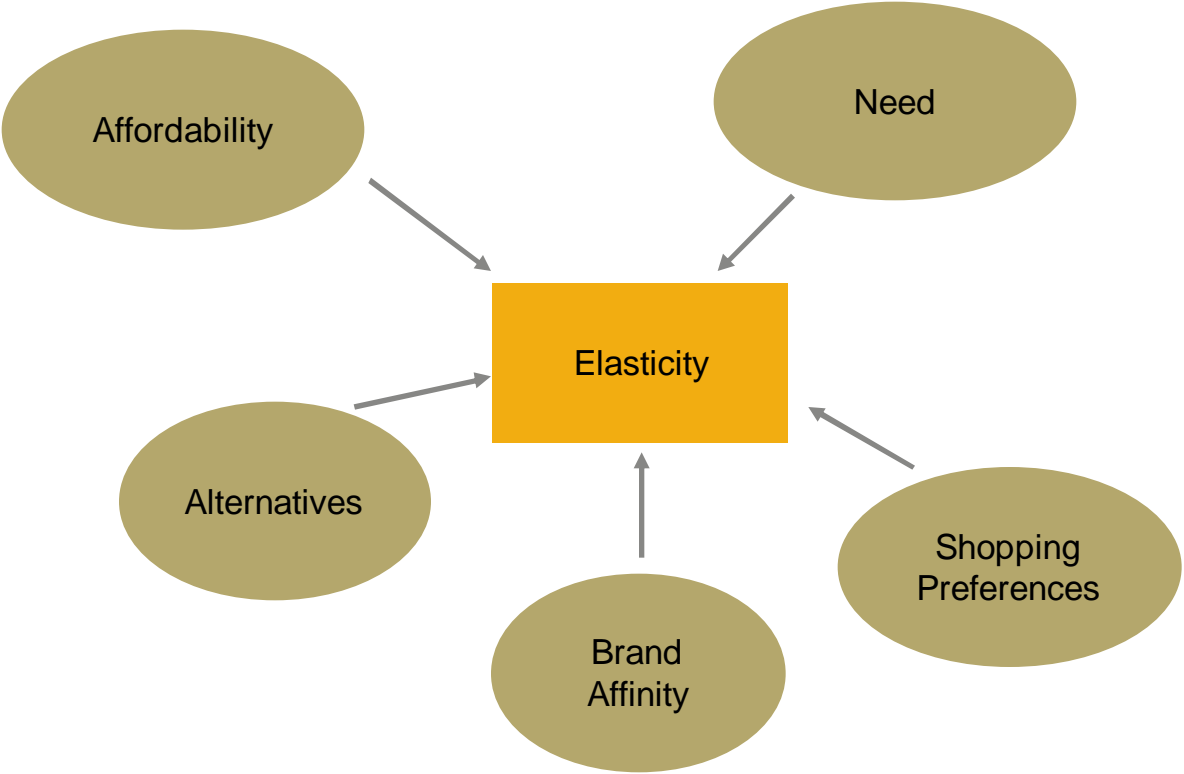 Affordability
Need
Elasticity
Alternatives
Shopping
Preferences
Brand
Affinity